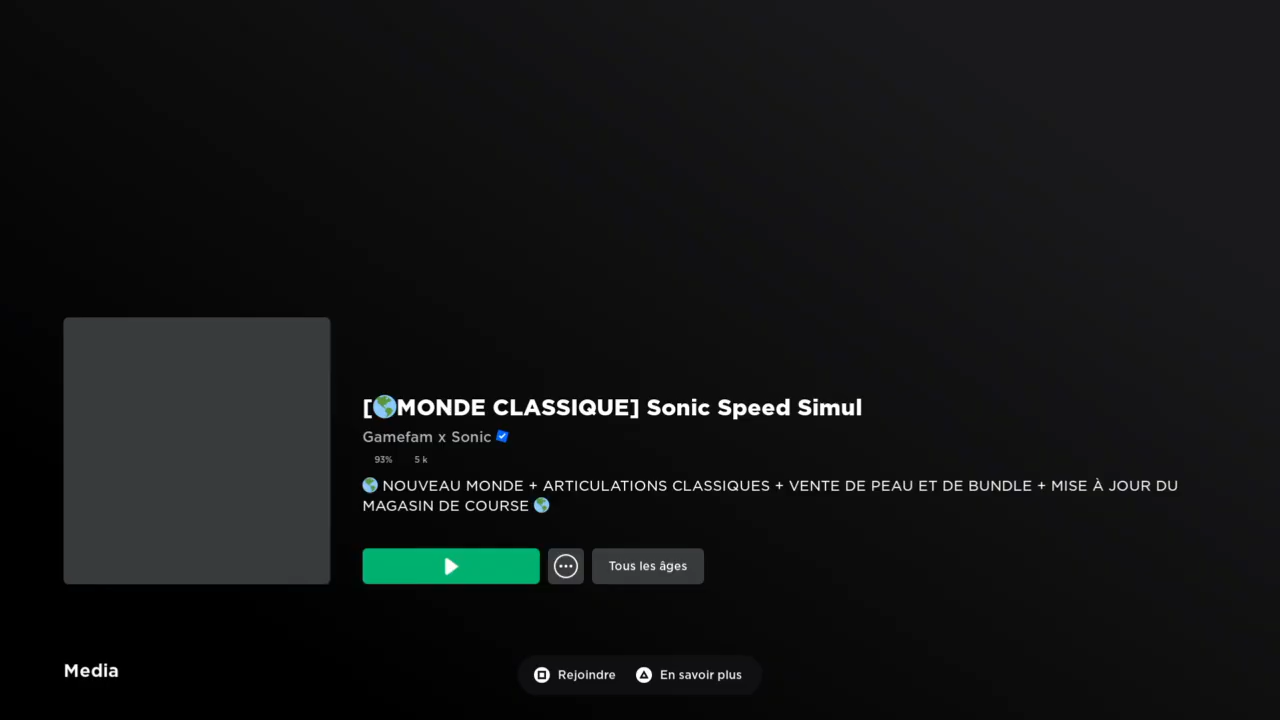 [🌎MONDE CLASSIQUE] Sonic Speed Simul
Gamefam x Sonic
93% 5 k
🌎 NOUVEAU MONDE + ARTICULATIONS CLASSIQUES + VENTE DE PEAU ET DE BUNDLE + MISE À JOUR DU
MAGASIN DE COURSE 🌎
Tous les âges
Media
Rejoindre En savoir plus